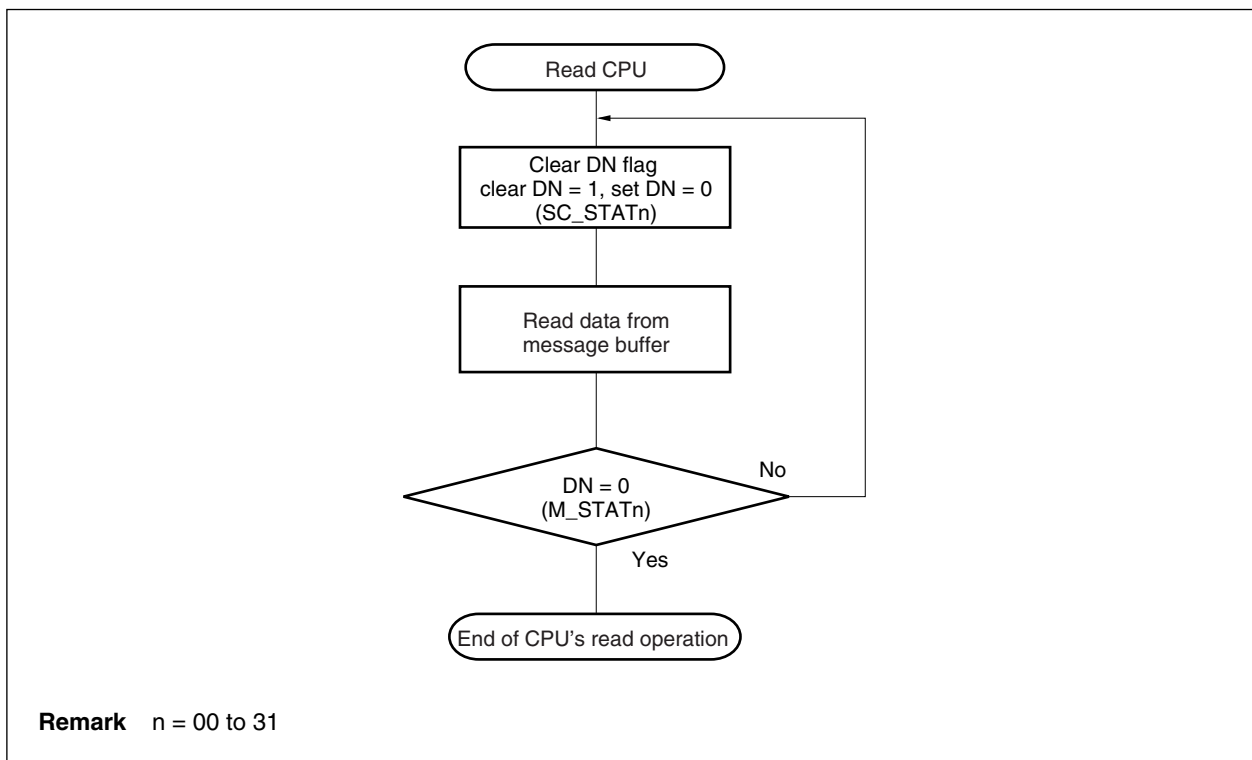 Read CPU
Clear DN flag
clear DN = 1, set DN = 0
(SC_STATn)
Read data from
message buffer
No
DN = 0
(M_STATn)
Yes
End of CPU's read operation
Remark n = 00 to 31